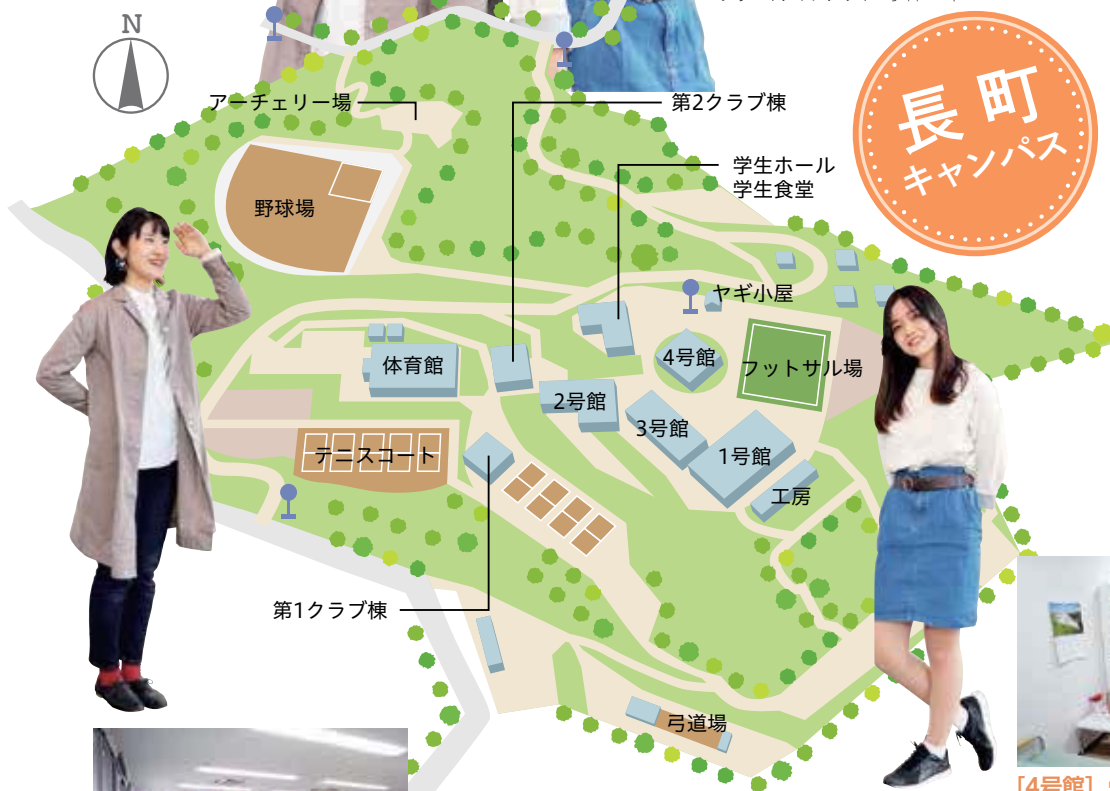 N
長町
キャンパス
アーチェリー場
第2クラブ棟
学生ホール
学生食堂
野球場
ヤギ小屋
体育館
4号館
フットサル場
2号館
3号館
1号館
テニスコート
工房
第1クラブ棟
弓道場
[4号館]